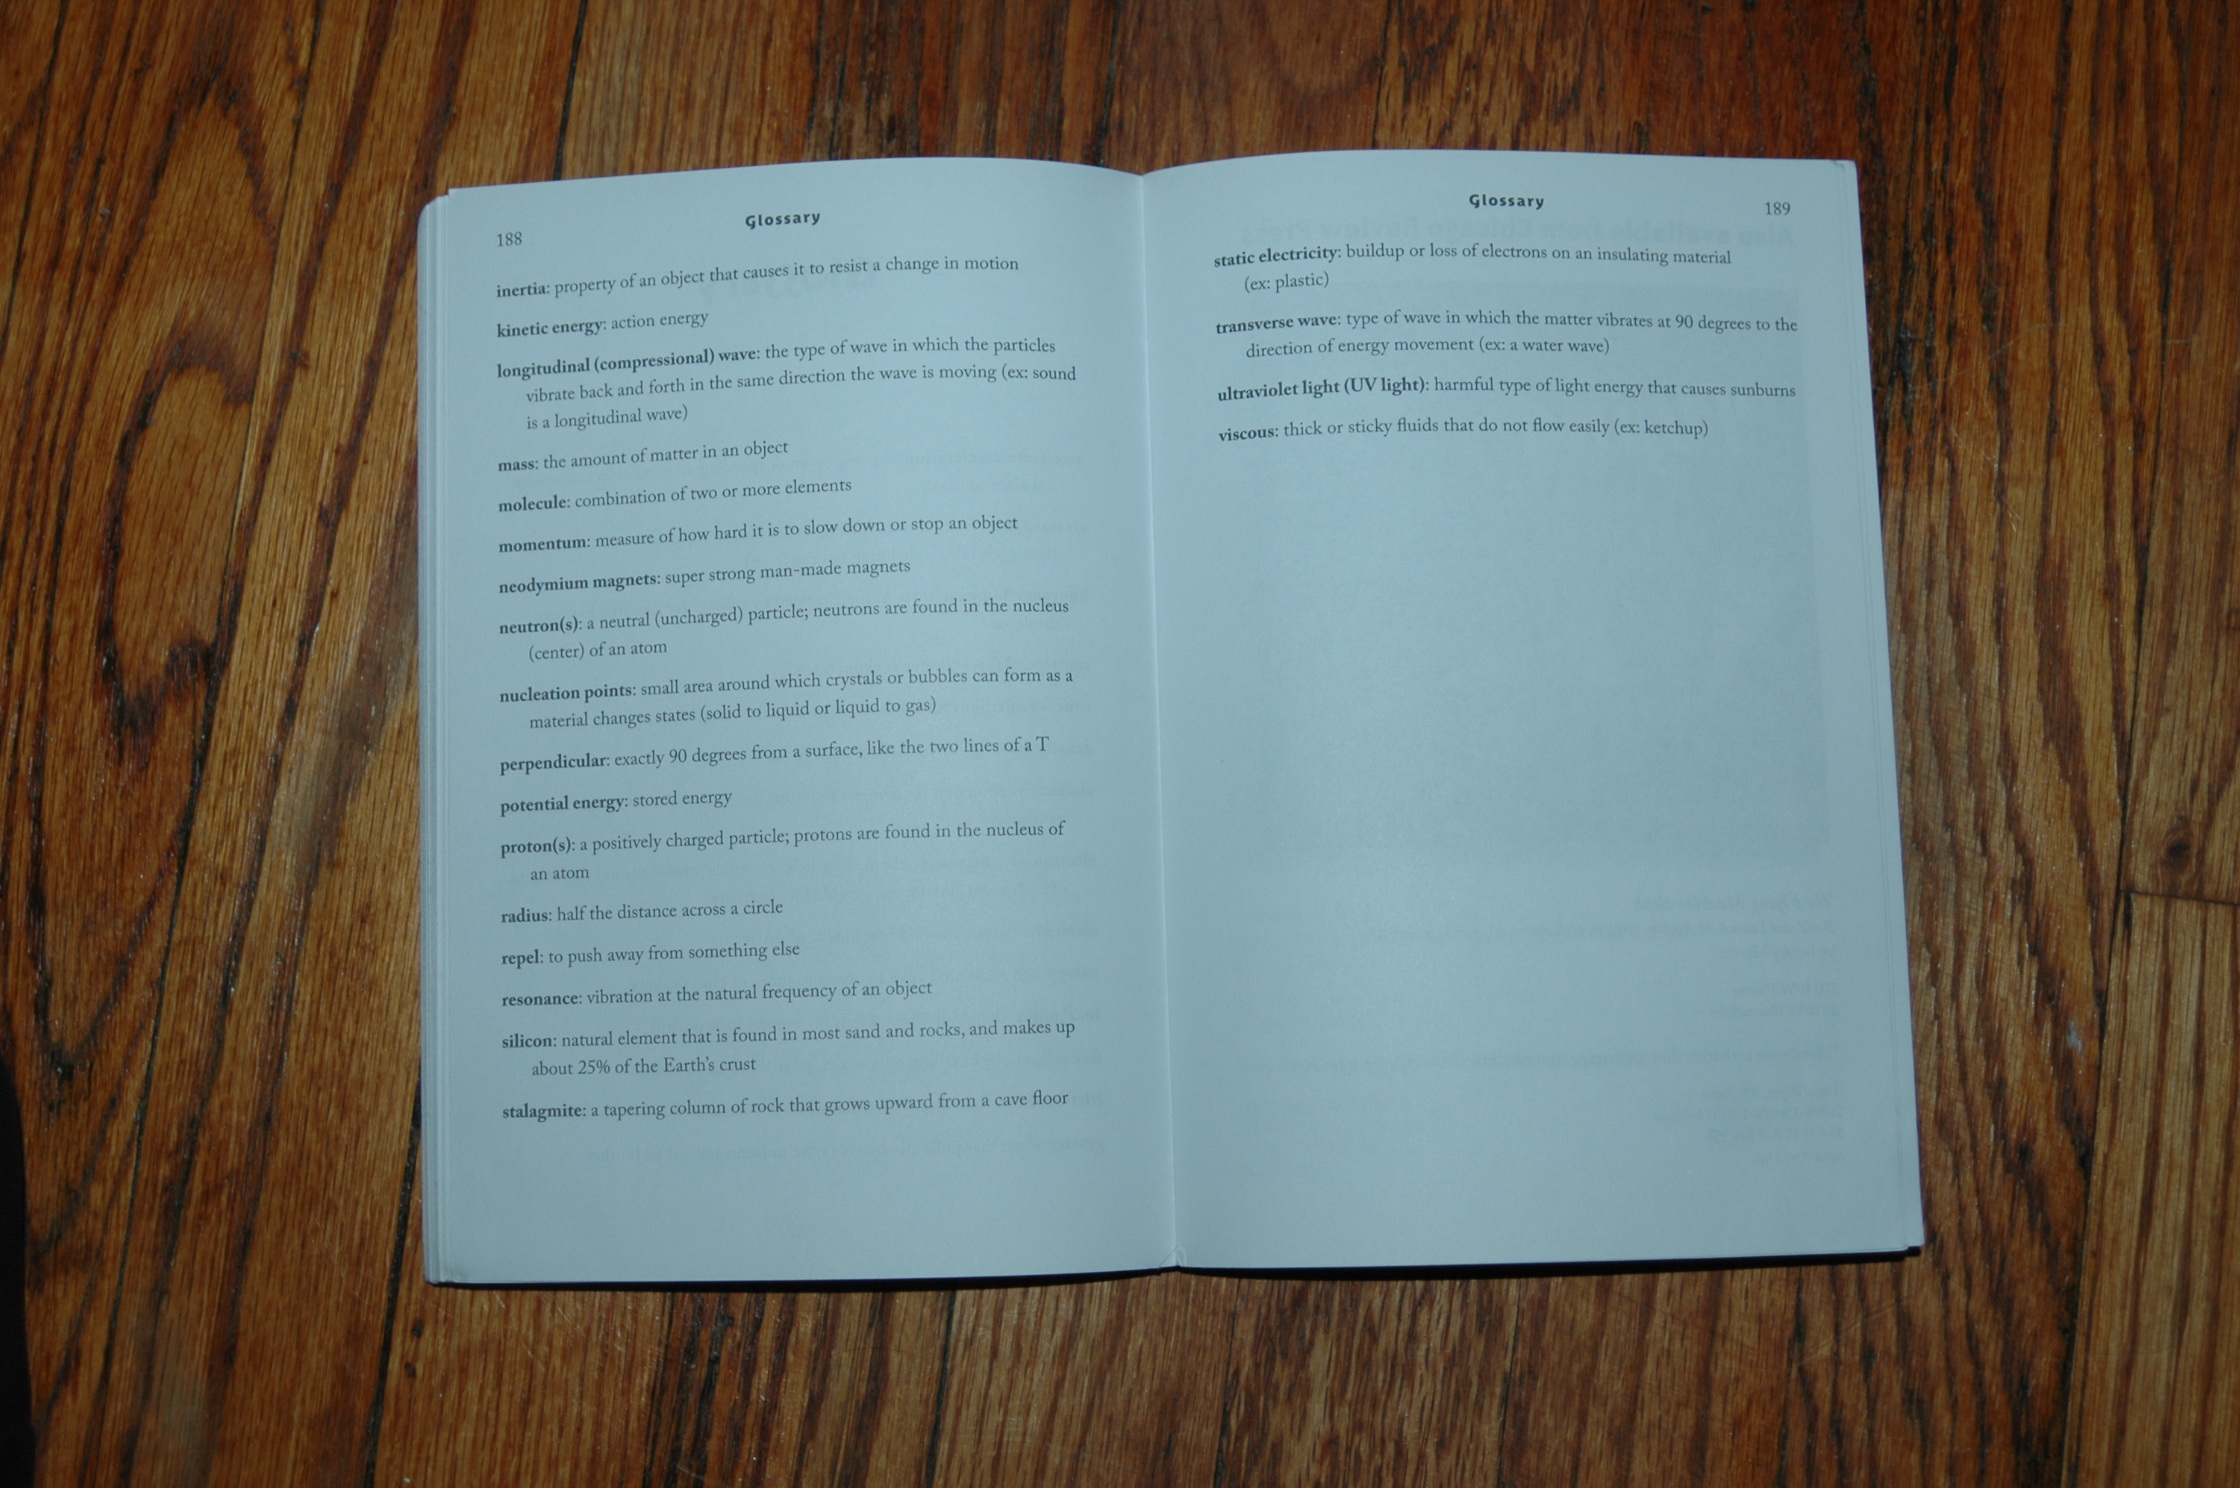 188
Glossary
inertia: property of an object that causes it to resist a change in motion
kinetic energy: action energy
longitudinal (compressional) wave: the type of wave in which the particles
vibrate back and forth in the same direction the wave is moving (ex: sound
is a longitudinal wave)
mass: the amount of matter in an object
molecule: combination of two or more elements
momentum: measure of how hard it is to slow down or stop an object
neodymium magnets: super strong man-made magnets
neutron(s): a neutral (uncharged) particle; neutrons are found in the nucleus
(center) of an atom
nucleation points: small area around which crystals or bubbles can form as a
material changes states (solid to liquid or liquid to gas)
perpendicular: exactly 90 degrees from a surface, like the two lines of a T
potential energy: stored energy
proton(s): a positively charged particle; protons are found in the nucleus of
an atom
radius: half the distance across a circle
repel: to push away from something else
resonance: vibration at the natural frequency of an object
silicon: natural element that is found in most sand and rocks, and makes up
about 25% of the Earth's crust
stalagmite: a tapering column of rock that grows upward from a cave floor
Glossary
189
static electricity: buildup or loss of electrons on an insulating material
(ex: plastic)
transverse wave: type of wave in which the matter vibrates at 90 degrees to the
direction of energy movement (ex: a water wave)
ultraviolet light (UV light): harmful type of light energy that causes sunburns
viscous: thick or sticky fluids that do not flow easily (ex: ketchup)